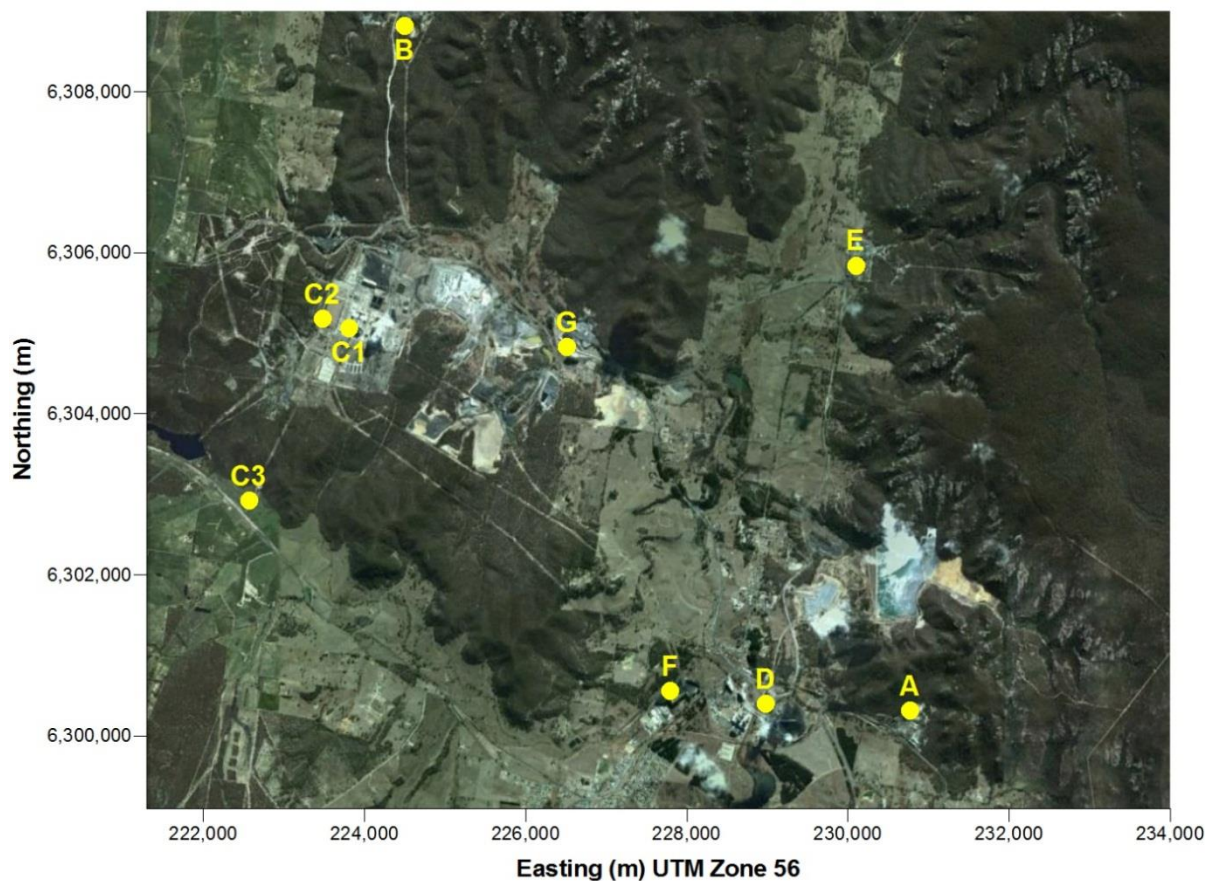 B
6,308,000
E
6,306,000
C2
G
C1
6,304,000
Northing (m)
C3
6,302,000
F
D
A
6,300,000
222,000 224,000 226,000 228,000 230,000 232,000 234,000
Easting (m) UTM Zone 56